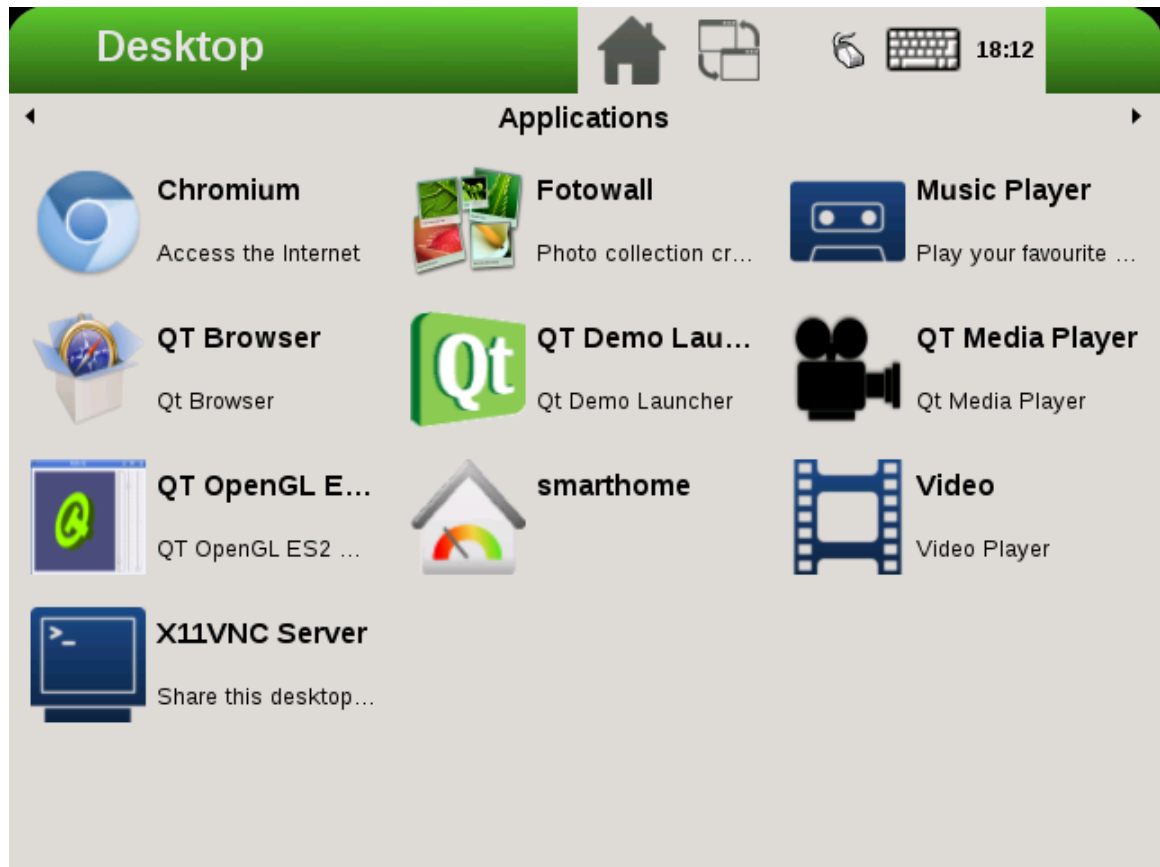 Desktop
18:12
Applications
Chromium
Access the Internet
Fotowall
Photo collection cr...
Music Player
Play your favourite ...
QT Browser
Qt Browser
QT Demo Lau...
Qt Demo Launcher
QT Media Player
Qt Media Player
QT OpenGL E...
QT OpenGL ES2 ...
smarthome
Video
Video Player
X11VNC Server
Share this desktop...
Qt
>_